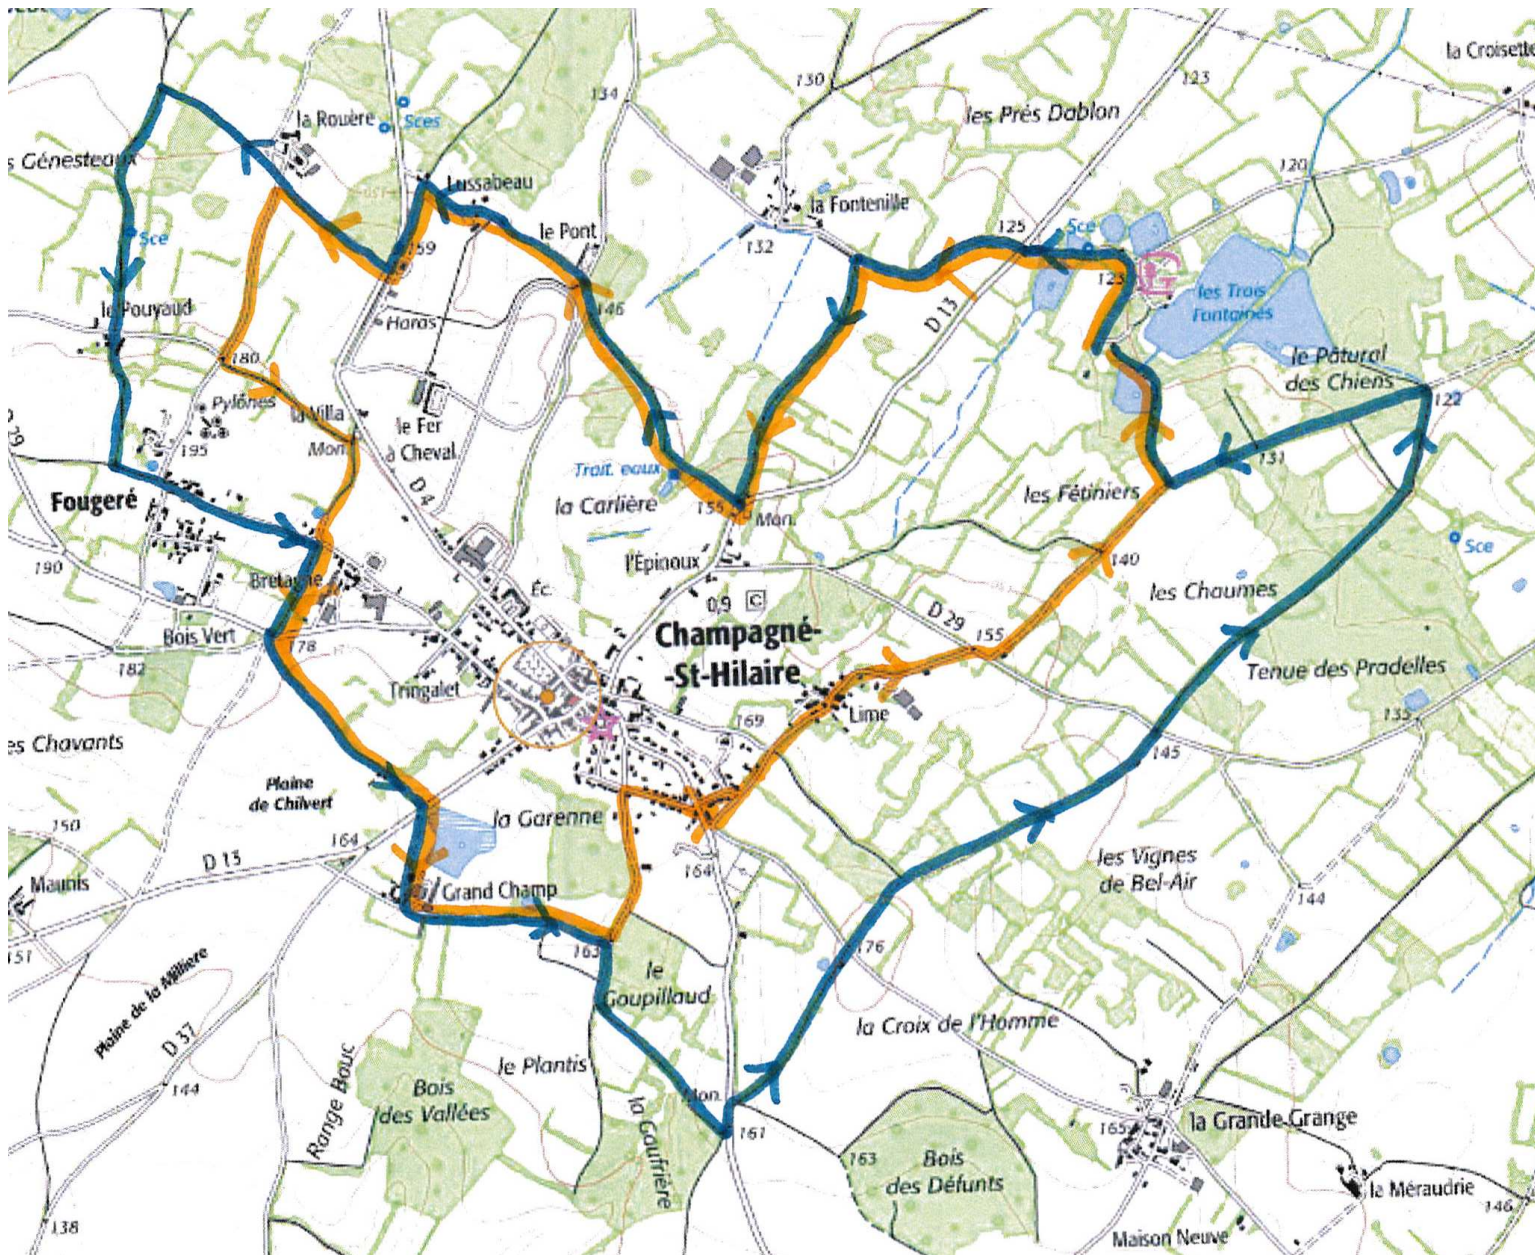 la Croisette
130
123
134
la Rouère
Sces
les Prés Dablon
s Génesteaux
120
Lussabeau
la Fontenille
Sce
le Pont
125
Sce
132
159
123
G
les Trois
Fontaines
le Pouyaud
146
Haras
D 13
180
le Pâtural
des Chiens
122
Pylônes
la Villa
le Fer
à Cheval
Mon.
195
131
Trait. eaux
29
la Carlière
les Fétiniers
155
Mon.
Fougeré
D 4
Sce
l'Épinoux
140
190
Bretagne
Éc.
les Chaumes
0,9 C
D 29
Champagné-
-St-Hilaire
155
Bois Vert
178
182
Tenue des Pradelles
Tringalet
Lime
169
135
es Chavants
145
Plaine
de Chilvert
la Garenne
150
164
D 13
les Vignes
de Bel-Air
164
Maunis
Grand Champ
144
151
163
176
Plaine de la Millière
le
Goupillaud
la Croix de l'Homme
D 37
le Plantis
144
Range Bouc
Bois
des Vallées
Mon.
la Gaufrière
161
la Grande-Grange
165
163
Bois
des Défunts
la Méraudrie
146
138
Maison Neuve